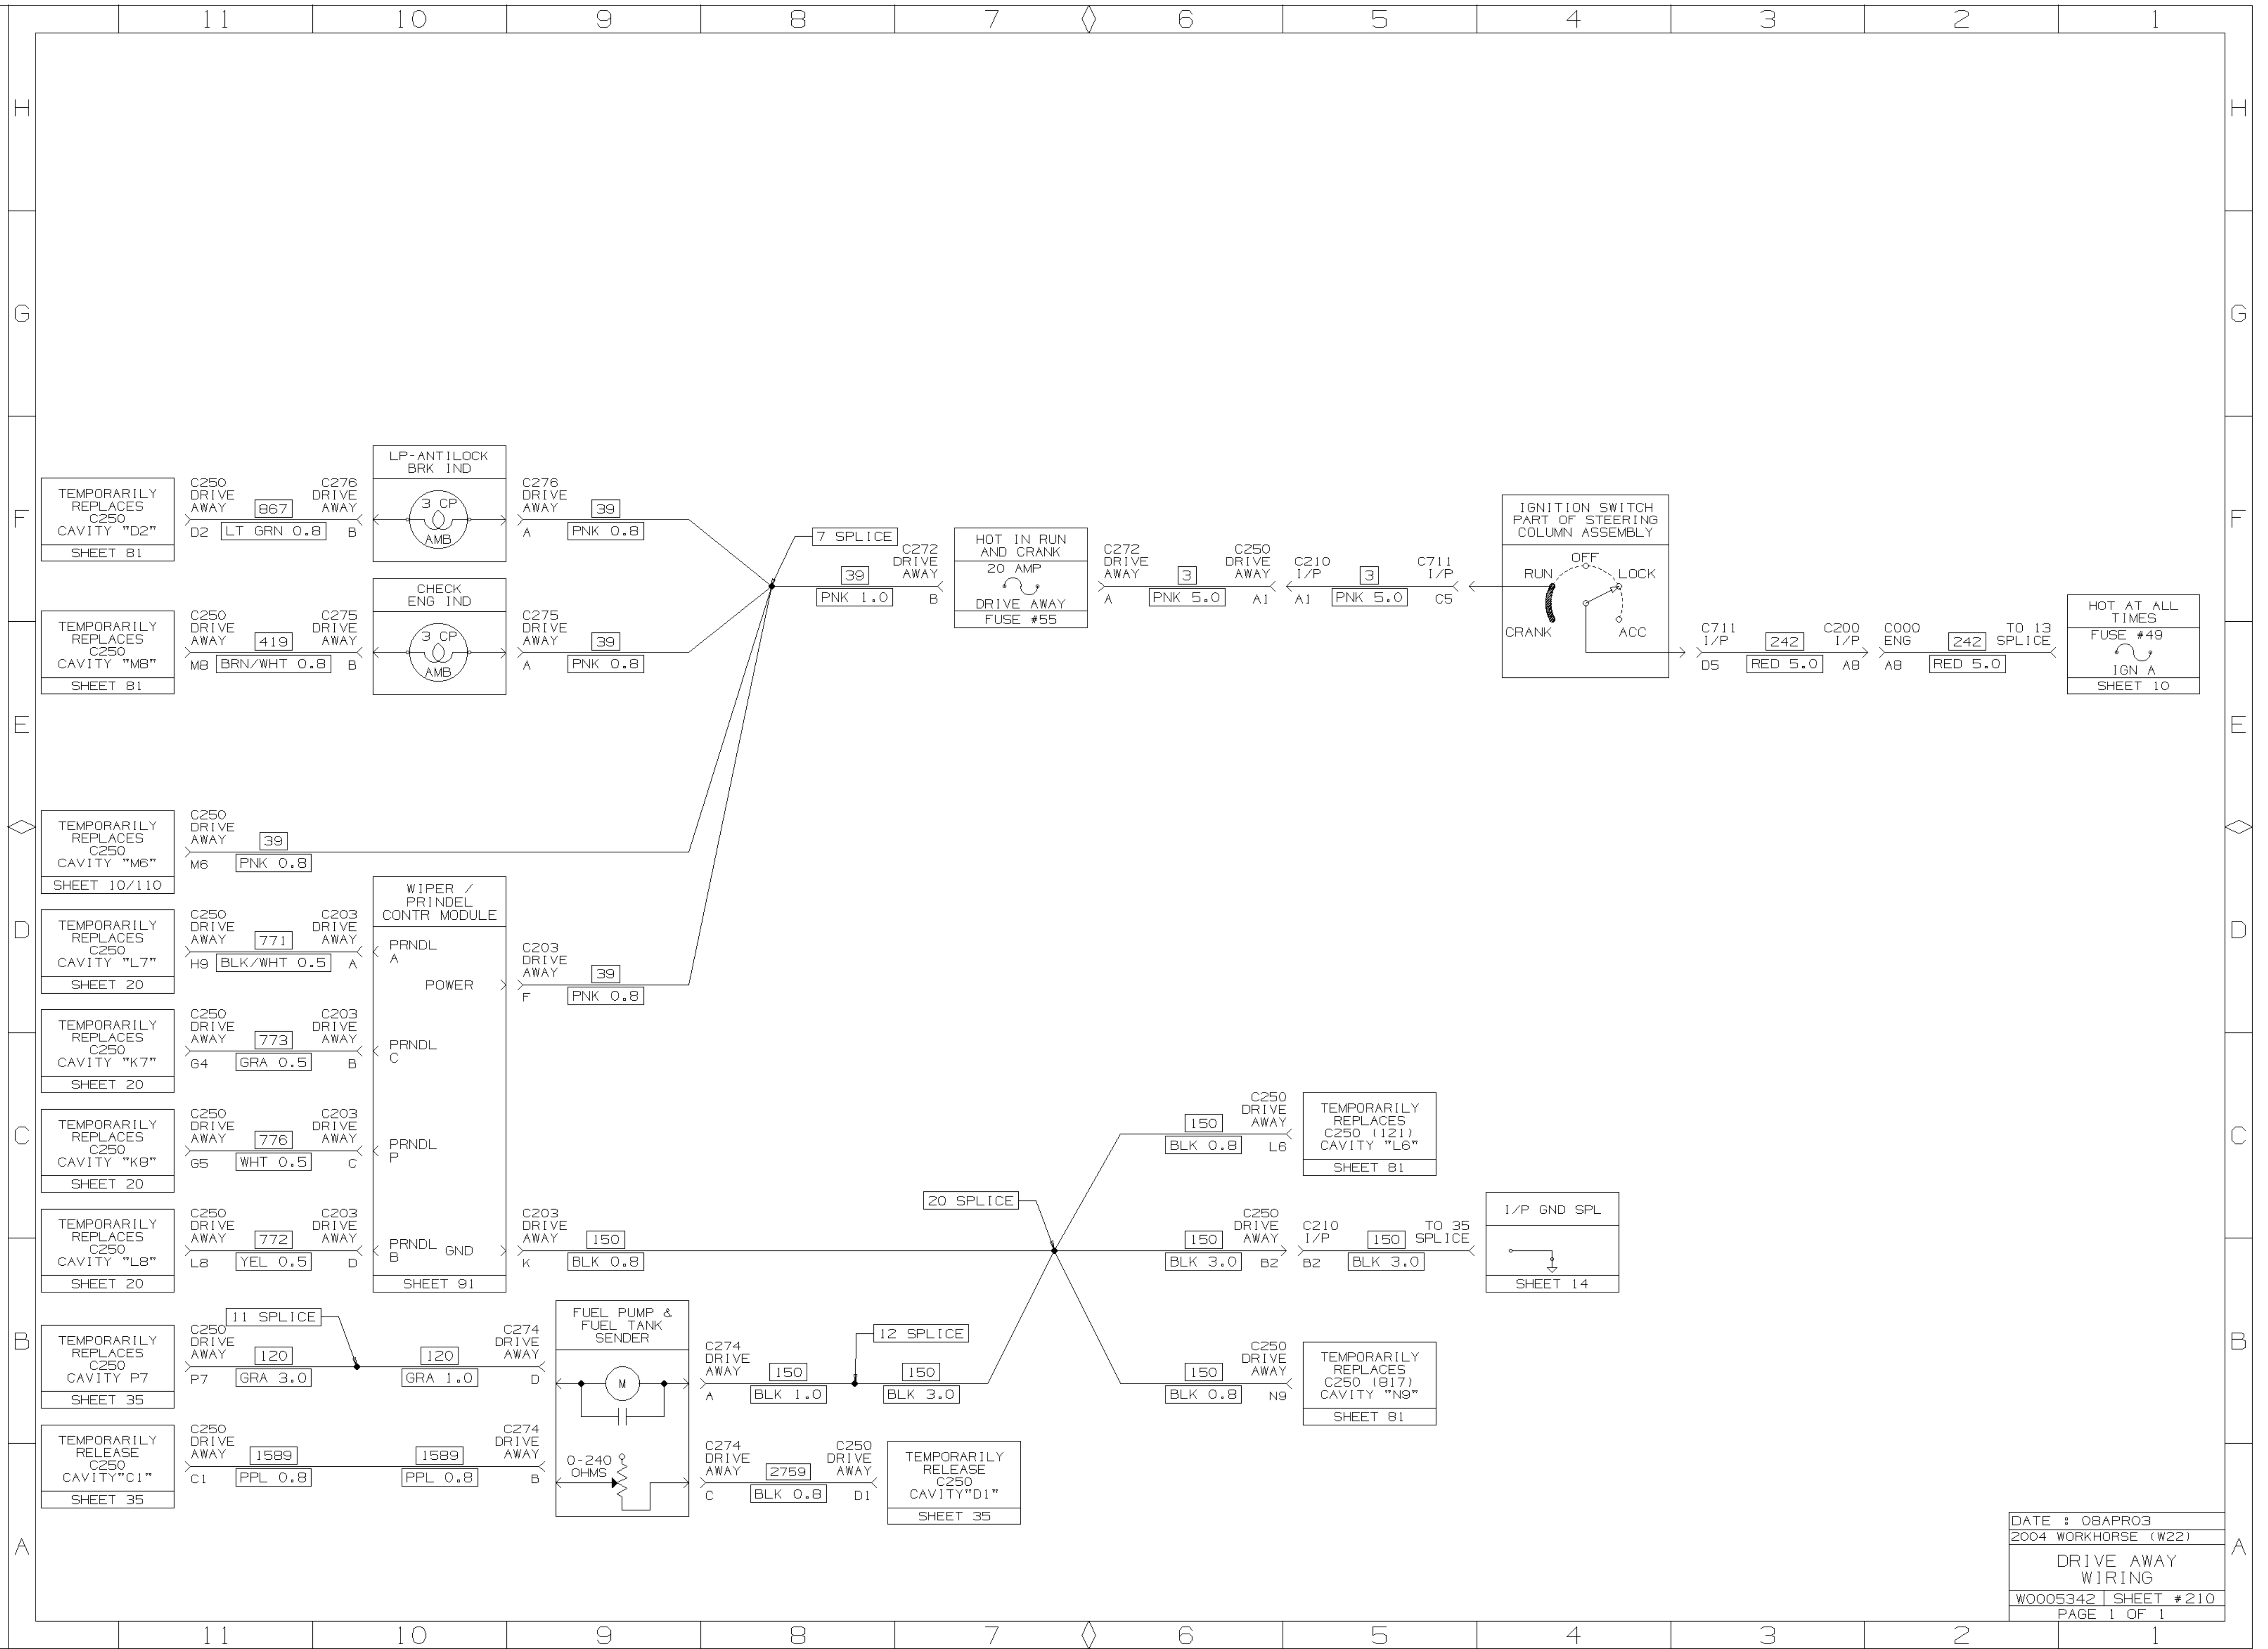 11 10 9 8 7 6 5 4 3 2 1
H H
G G
F F
E E
D D
C C
B B
A A
TEMPORARILY
REPLACES
C250
CAVITY "D2"
SHEET 81
C250
DRIVE
AWAY
D2
867
LT GRN 0.8
C276
DRIVE
AWAY
B
LP-ANTILOCK
BRK IND
3 CP
AMB
C276
DRIVE
AWAY
A
39
PNK 0.8
TEMPORARILY
REPLACES
C250
CAVITY "M8"
SHEET 81
C250
DRIVE
AWAY
M8
419
BRN/WHT 0.8
C275
DRIVE
AWAY
B
CHECK
ENG IND
3 CP
AMB
C275
DRIVE
AWAY
A
39
PNK 0.8
7 SPLICE
39
PNK 1.0
C272
DRIVE
AWAY
B
HOT IN RUN
AND CRANK
20 AMP
DRIVE AWAY
FUSE #55
C272
DRIVE
AWAY
A
3
PNK 5.0
C250
DRIVE
AWAY
A1
C210
I/P
A1
3
PNK 5.0
C711
I/P
C5
IGNITION SWITCH
PART OF STEERING
COLUMN ASSEMBLY
OFF
RUN
LOCK
CRANK
ACC
C711
I/P
D5
242
RED 5.0
C200
I/P
A8
C000
ENG
A8
242
RED 5.0
TO 13
SPLICE
HOT AT ALL
TIMES
FUSE #49
IGN A
SHEET 10
TEMPORARILY
REPLACES
C250
CAVITY "M6"
SHEET 10/110
C250
DRIVE
AWAY
M6
39
PNK 0.8
TEMPORARILY
REPLACES
C250
CAVITY "L7"
SHEET 20
C250
DRIVE
AWAY
H9
771
BLK/WHT 0.5
C203
DRIVE
AWAY
A
WIPER /
PRINDEL
CONTR MODULE
PRNDL
A
POWER
PRNDL
C
PRNDL
P
PRNDL
B
GND
SHEET 91
C203
DRIVE
AWAY
F
39
PNK 0.8
TEMPORARILY
REPLACES
C250
CAVITY "K7"
SHEET 20
C250
DRIVE
AWAY
G4
773
GRA 0.5
C203
DRIVE
AWAY
B
TEMPORARILY
REPLACES
C250
CAVITY "K8"
SHEET 20
C250
DRIVE
AWAY
G5
776
WHT 0.5
C203
DRIVE
AWAY
C
TEMPORARILY
REPLACES
C250
CAVITY "L8"
SHEET 20
C250
DRIVE
AWAY
L8
772
YEL 0.5
C203
DRIVE
AWAY
D
C203
DRIVE
AWAY
K
150
BLK 0.8
20 SPLICE
150
BLK 0.8
C250
DRIVE
AWAY
L6
TEMPORARILY
REPLACES
C250 (121)
CAVITY "L6"
SHEET 81
150
BLK 3.0
C250
DRIVE
AWAY
B2
C210
I/P
B2
150
BLK 3.0
TO 35
SPLICE
I/P GND SPL
SHEET 14
150
BLK 0.8
C250
DRIVE
AWAY
N9
TEMPORARILY
REPLACES
C250 (817)
CAVITY "N9"
SHEET 81
TEMPORARILY
REPLACES
C250
CAVITY P7
SHEET 35
C250
DRIVE
AWAY
P7
11 SPLICE
120
GRA 3.0
120
GRA 1.0
C274
DRIVE
AWAY
D
FUEL PUMP &
FUEL TANK
SENDER
M
0-240
OHMS
C274
DRIVE
AWAY
A
150
BLK 1.0
12 SPLICE
150
BLK 3.0
TEMPORARILY
RELEASE
C250
CAVITY"C1"
SHEET 35
C250
DRIVE
AWAY
C1
1589
PPL 0.8
1589
PPL 0.8
C274
DRIVE
AWAY
B
C274
DRIVE
AWAY
C
2759
BLK 0.8
C250
DRIVE
AWAY
D1
TEMPORARILY
RELEASE
C250
CAVITY"D1"
SHEET 35
DATE : 08APR03
2004 WORKHORSE (W22)
DRIVE AWAY
WIRING
W0005342 SHEET #210
PAGE 1 OF 1
11 10 9 8 7 6 5 4 3 2 1